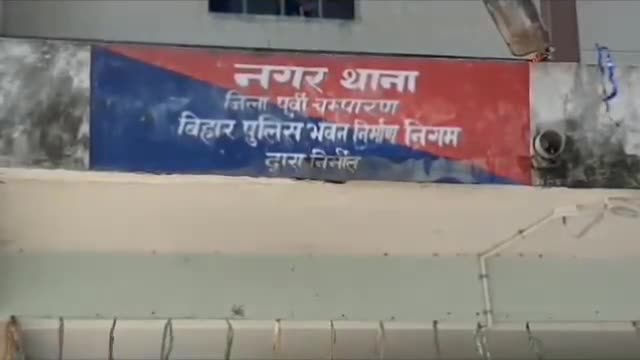 नगर थाना
जिला पूर्वी चम्पारण
बिहार पुलिस भवन निर्माण निगम
द्वारा निर्मित